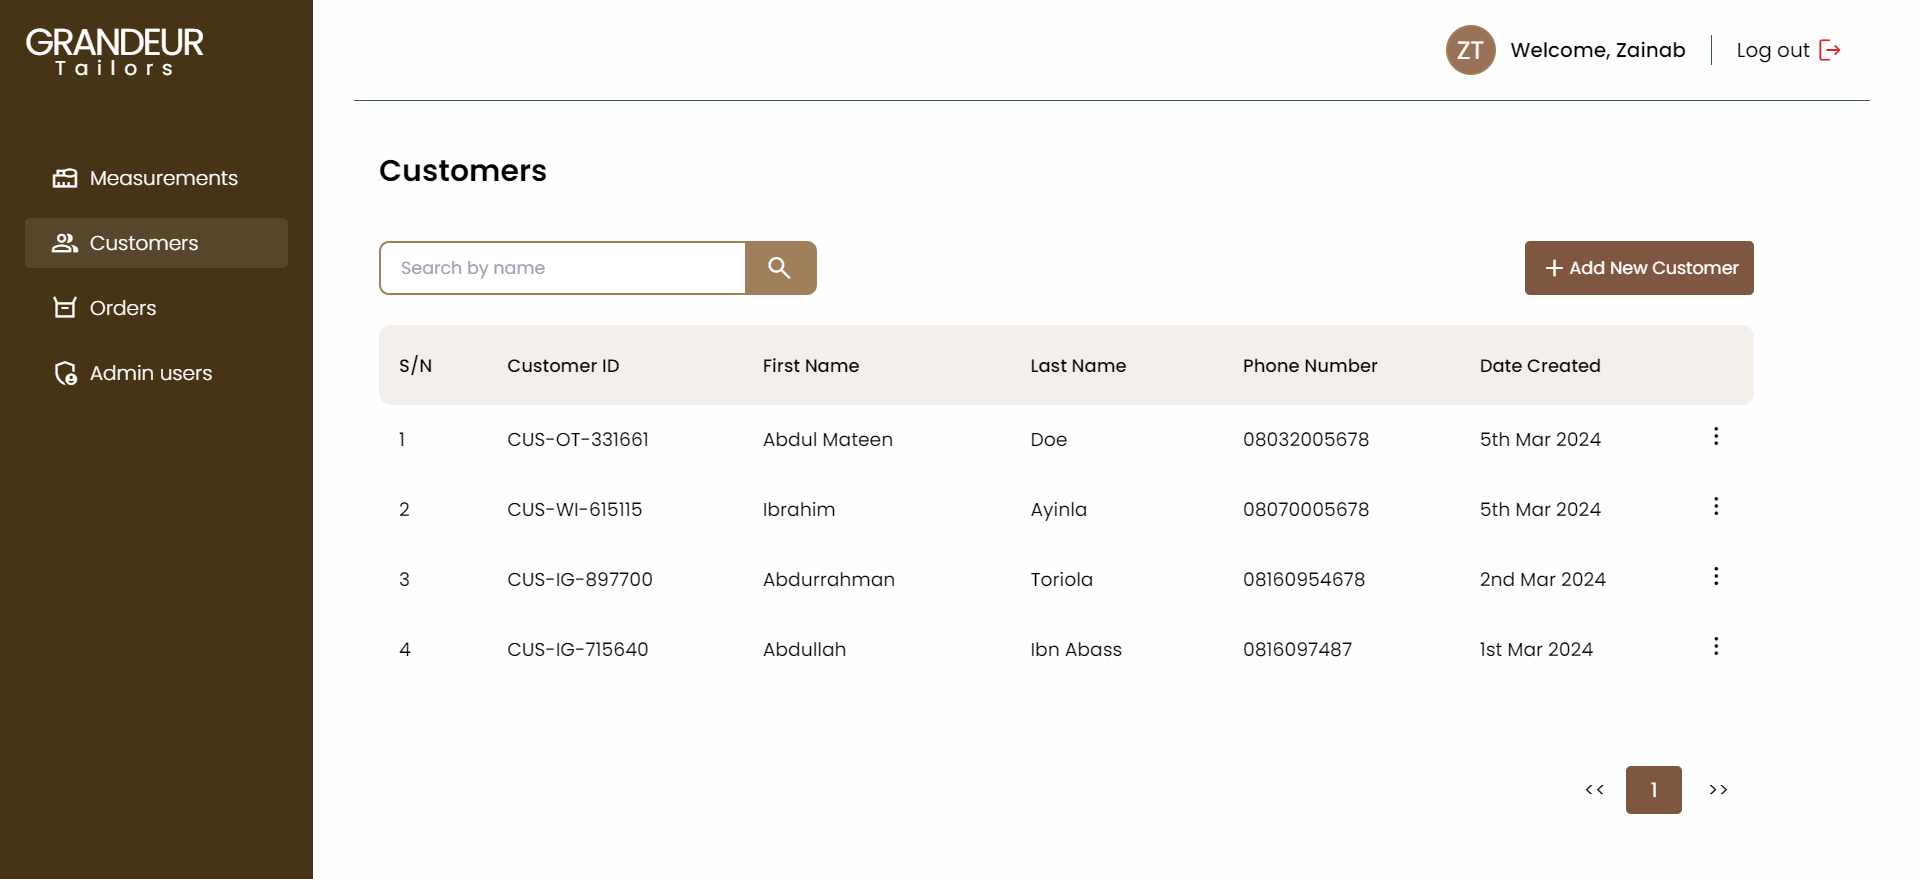 GRANDEUR
Tailors
ZT Welcome, Zainab Log out
Measurements
Customers
Orders
Admin users
Customers
Search by name
+ Add New Customer
S/N Customer ID First Name Last Name Phone Number Date Created
1 CUS-OT-331661 Abdul Mateen Doe 08032005678 5th Mar 2024
2 CUS-WI-615115 Ibrahim Ayinla 08070005678 5th Mar 2024
3 CUS-IG-897700 Abdurrahman Toriola 08160954678 2nd Mar 2024
4 CUS-IG-715640 Abdullah Ibn Abass 0816097487 1st Mar 2024
<< 1 >>